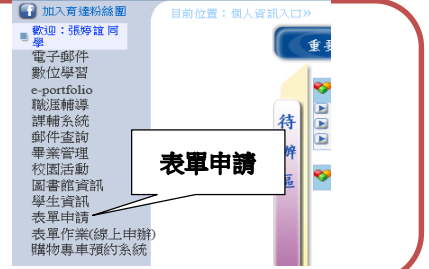 加入育達粉絲團
目前位置：個人資訊入口»
歡迎：張婷誼 同
學
電子郵件
數位學習
e-portfolio
職涯輔導
課輔系統
郵件查詢
畢業管理
校園活動
圖書館資訊
學生資訊
表單申請
表單作業(線上申辦)
購物專車預約系統
重要
待
辦
區
表單申請